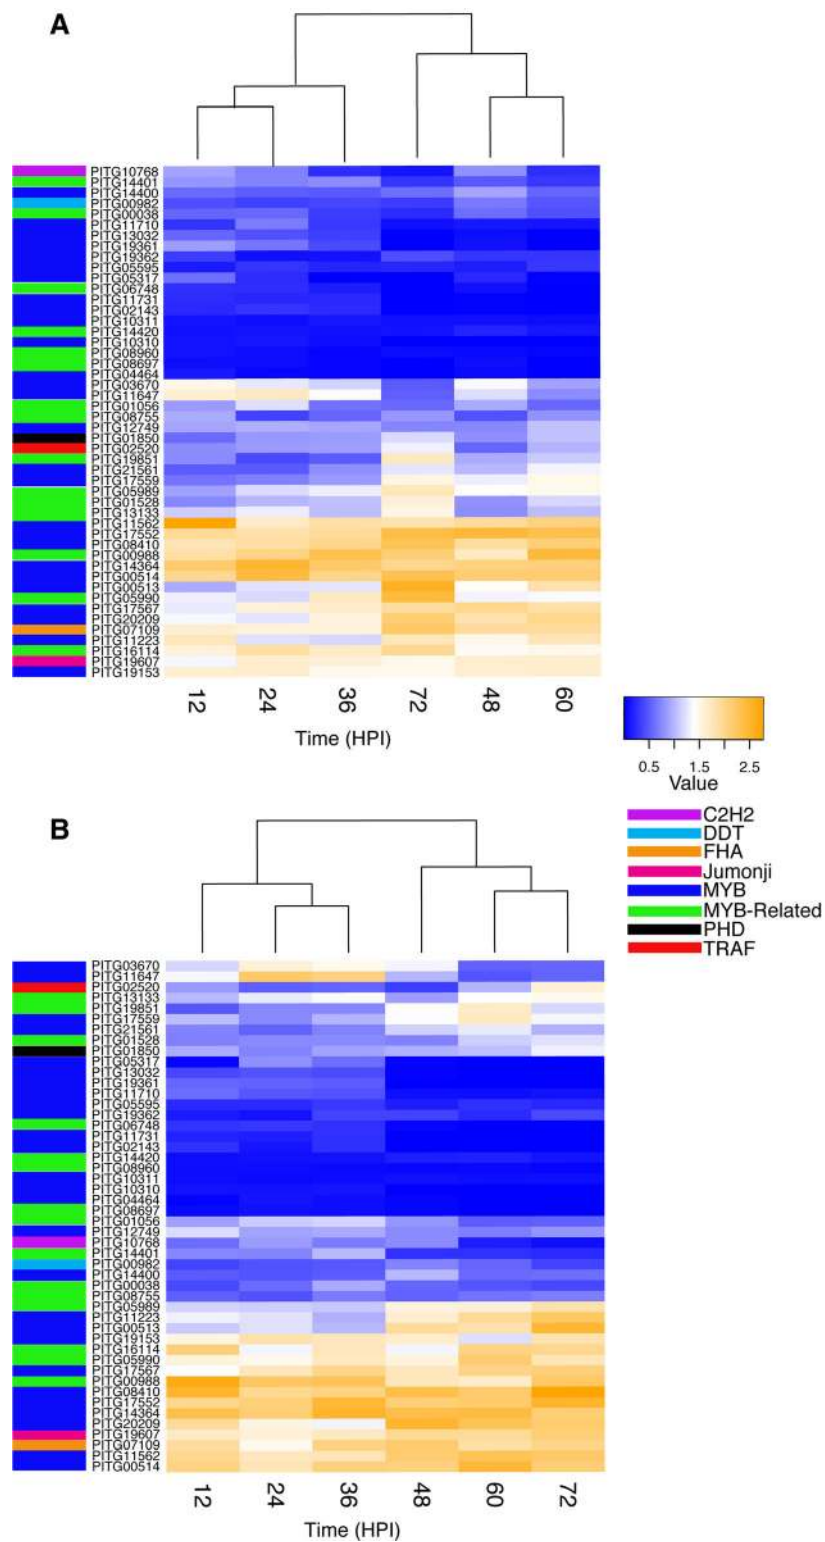 A
PITG10768
PITG14401
PITG14400
PITG00982
PITG00038
PITG11710
PITG13032
PITG19361
PITG19362
PITG05595
PITG05317
PITG06748
PITG11731
PITG02143
PITG10311
PITG14420
PITG10310
PITG08960
PITG08697
PITG04464
PITG03670
PITG11647
PITG01056
PITG08755
PITG12749
PITG01850
PITG02520
PITG19851
PITG21561
PITG17559
PITG05989
PITG01528
PITG13133
PITG11562
PITG17552
PITG08410
PITG00988
PITG14364
PITG00514
PITG00513
PITG05990
PITG17567
PITG20209
PITG07109
PITG11223
PITG16114
PITG19607
PITG19153
12 24 36 72 48 60
Time (HPI)
0.5 1.5 2.5
Value
C2H2
DDT
FHA
Jumonji
MYB
MYB-Related
PHD
TRAF
B
PITG03670
PITG11647
PITG02520
PITG13133
PITG19851
PITG17559
PITG21561
PITG01528
PITG01850
PITG05317
PITG13032
PITG19361
PITG11710
PITG05595
PITG19362
PITG06748
PITG11731
PITG02143
PITG14420
PITG08960
PITG10311
PITG10310
PITG04464
PITG08697
PITG01056
PITG12749
PITG10768
PITG14401
PITG00982
PITG14400
PITG00038
PITG08755
PITG05989
PITG11223
PITG00513
PITG19153
PITG16114
PITG05990
PITG17567
PITG00988
PITG08410
PITG17552
PITG14364
PITG20209
PITG19607
PITG07109
PITG11562
PITG00514
12 24 36 48 60 72
Time (HPI)